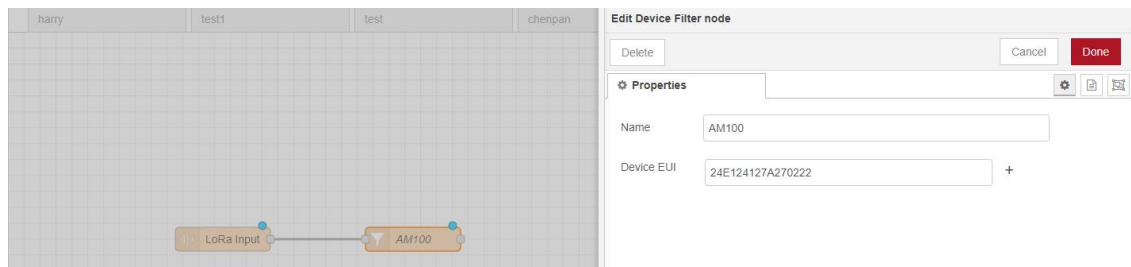 harry test1 test chenpan
Edit Device Filter node
Delete Cancel Done
Properties
Name AM100
Device EUI 24E124127A270222 +
LoRa Input AM100